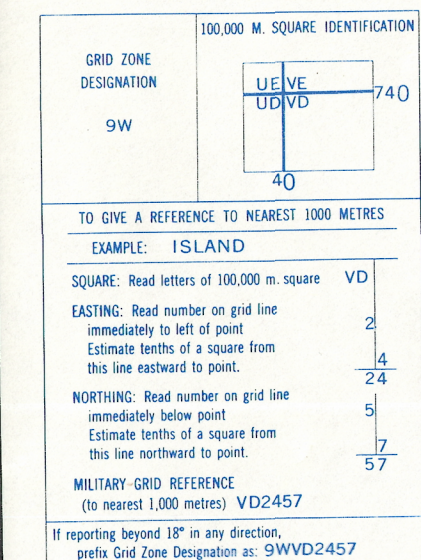 GRID ZONE
DESIGNATION
9W
100,000 M. SQUARE IDENTIFICATION
UE VE
740
UD VD
40
TO GIVE A REFERENCE TO NEAREST 1000 METRES
EXAMPLE: ISLAND
SQUARE: Read letters of 100,000 m. square VD
EASTING: Read number on grid line
immediately to left of point 2
Estimate tenths of a square from
this line eastward to point. 4
24
NORTHING: Read number on grid line
immediately below point 5
Estimate tenths of a square from
this line northward to point. 7
57
MILITARY GRID REFERENCE
(to nearest 1,000 metres) VD2457
If reporting beyond 18° in any direction,
prefix Grid Zone Designation as: 9WVD2457